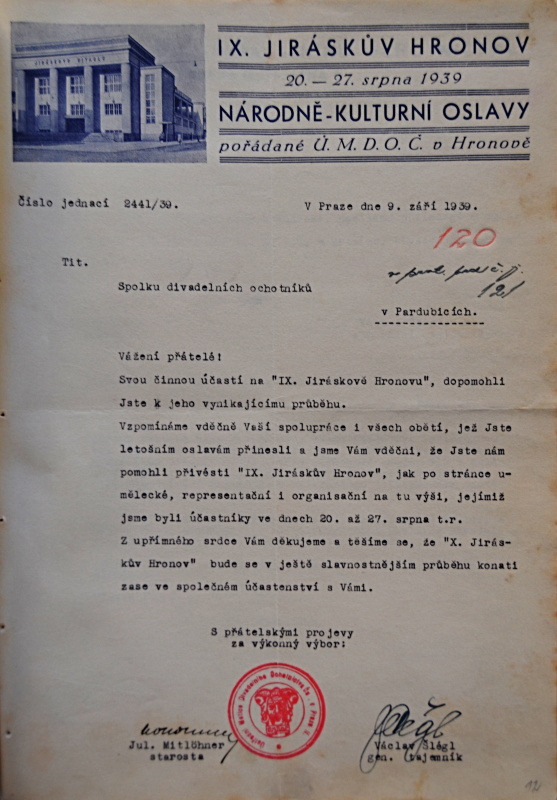 JIRÁSKOVO DIVADLO
IX. JIRÁSKŮV HRONOV
20. — 27. srpna 1939
NÁRODNĚ-KULTURNÍ OSLAVY
pořádané Ú. M. D. O. Č. v Hronově
Číslo jednací 2441/39.
V Praze dne 9. září 1939.
120
121
Tit.
Spolku divadelních ochotníků
v Pardubicích.
Vážení přátelé!
Svou činnou účastí na "IX. Jiráskově Hronovu", dopomohli
Jste k jeho vynikajícímu průběhu.
Vzpomínáme vděčně Vaší spolupráce i všech obětí, jež Jste
letošním oslavám přinesli a jsme Vám vděčni, že Jste nám
pomohli přivésti "IX. Jiráskův Hronov", jak po stránce u-
mělecké, representační i organisační na tu výši, jejímiž
jsme byli účastníky ve dnech 20. až 27. srpna t.r.
Z upřímného srdce Vám děkujeme a těšíme se, že "X. Jirás-
kův Hronov" bude se v ještě slavnostnějším průběhu konati
zase ve společném účastenství s Vámi.
S přátelskými projevy
za výkonný výbor:
Jul. Mitlöhner
starosta
Václav Šlégl
gen. tajemník